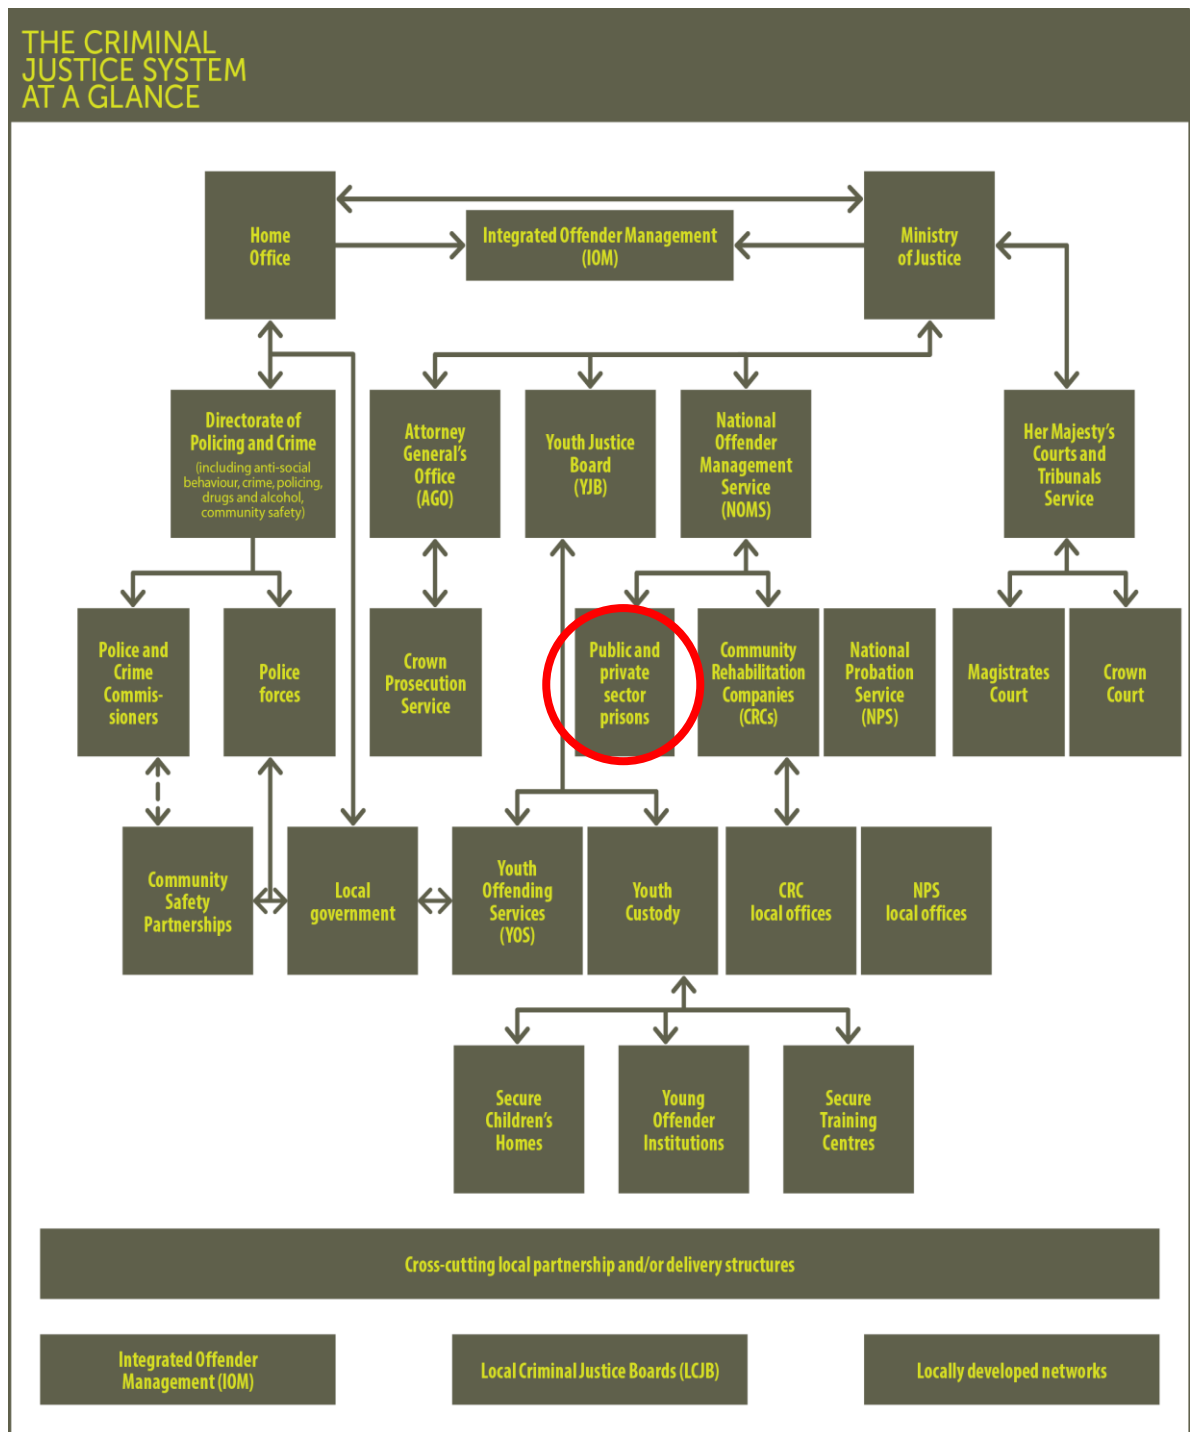 THE CRIMINAL
JUSTICE SYSTEM
AT A GLANCE
Home
Office
Integrated Offender Management
(IOM)
Ministry
of Justice
Directorate of
Policing and Crime
(including anti-social
behaviour, crime, policing,
drugs and alcohol,
community safety)
Attorney
General’s
Office
(AGO)
Youth Justice
Board
(YJB)
National
Offender
Management
Service
(NOMS)
Her Majesty’s
Courts and
Tribunals
Service
Police and
Crime
Commis-
sioners
Police
forces
Crown
Prosecution
Service
Public and
private
sector
prisons
Community
Rehabilitation
Companies
(CRCs)
National
Probation
Service
(NPS)
Magistrates
Court
Crown
Court
Community
Safety
Partnerships
Local
government
Youth
Offending
Services
(YOS)
Youth
Custody
CRC
local offices
NPS
local offices
Secure
Children’s
Homes
Young
Offender
Institutions
Secure
Training
Centres
Cross-cutting local partnership and/or delivery structures
Integrated Offender
Management (IOM)
Local Criminal Justice Boards (LCJB)
Locally developed networks